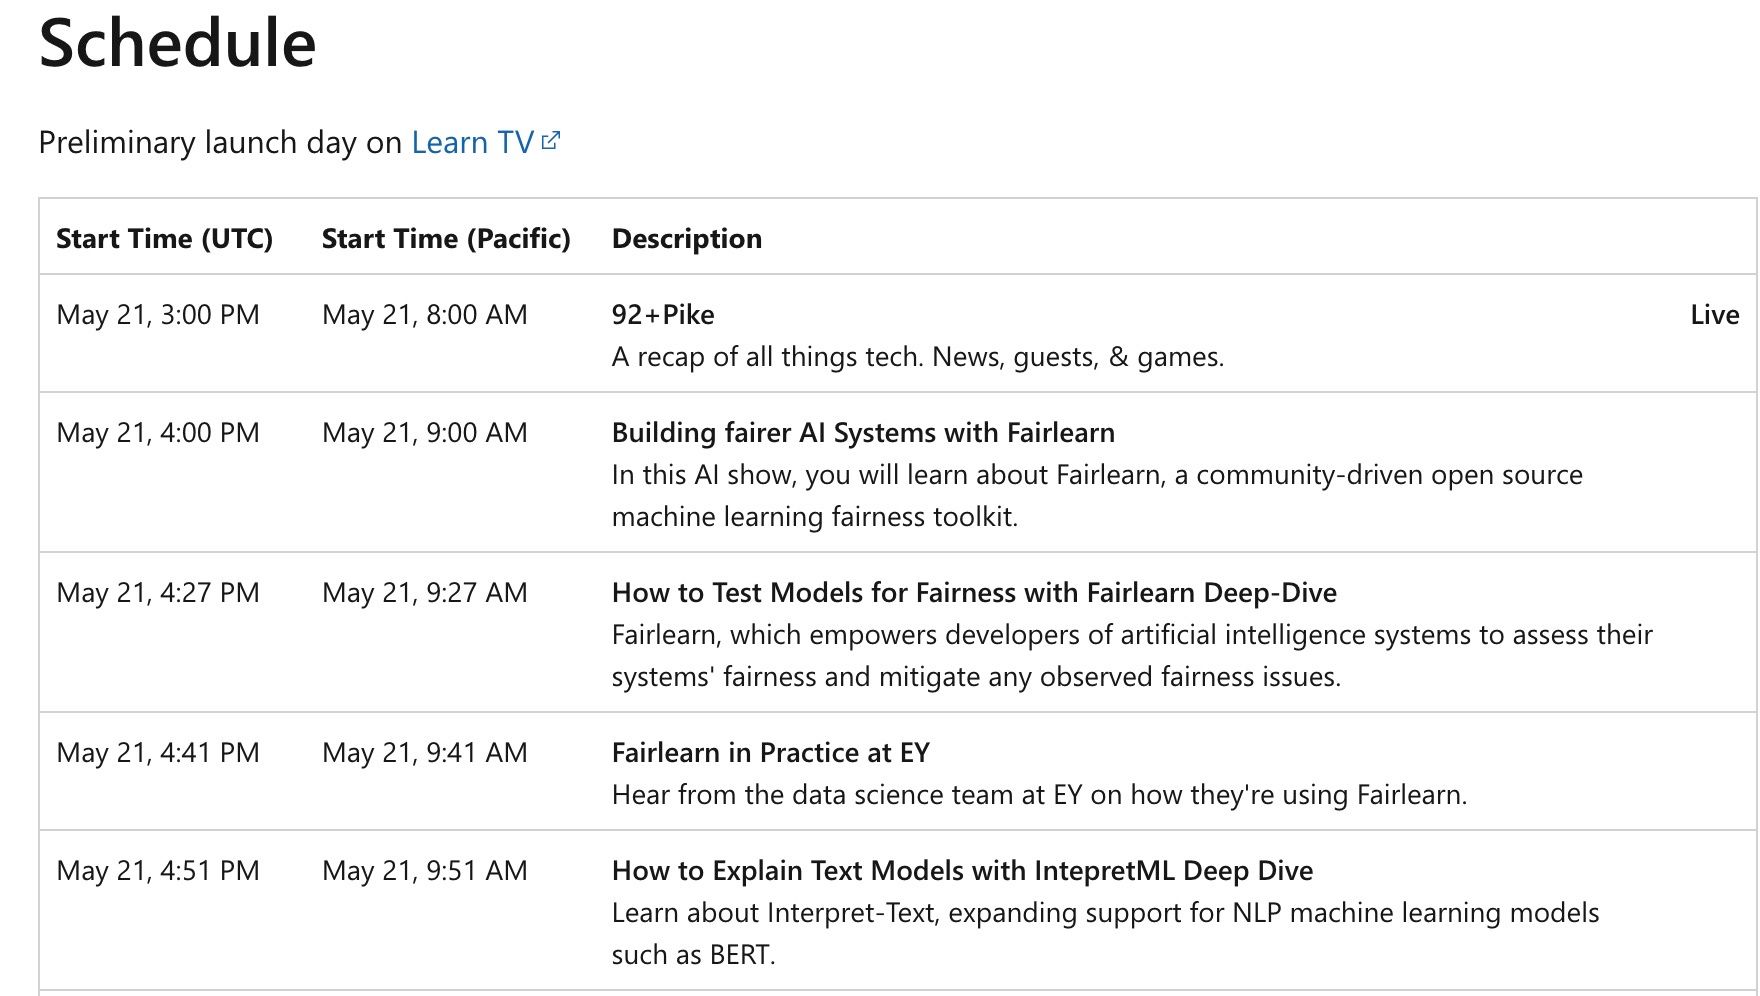 Schedule
Preliminary launch day on Learn TV
Start Time (UTC) Start Time (Pacific) Description
May 21, 3:00 PM May 21, 8:00 AM 92+Pike Live
A recap of all things tech. News, guests, & games.
May 21, 4:00 PM May 21, 9:00 AM Building fairer AI Systems with Fairlearn
In this AI show, you will learn about Fairlearn, a community-driven open source
machine learning fairness toolkit.
May 21, 4:27 PM May 21, 9:27 AM How to Test Models for Fairness with Fairlearn Deep-Dive
Fairlearn, which empowers developers of artificial intelligence systems to assess their
systems' fairness and mitigate any observed fairness issues.
May 21, 4:41 PM May 21, 9:41 AM Fairlearn in Practice at EY
Hear from the data science team at EY on how they're using Fairlearn.
May 21, 4:51 PM May 21, 9:51 AM How to Explain Text Models with IntepretML Deep Dive
Learn about Interpret-Text, expanding support for NLP machine learning models
such as BERT.